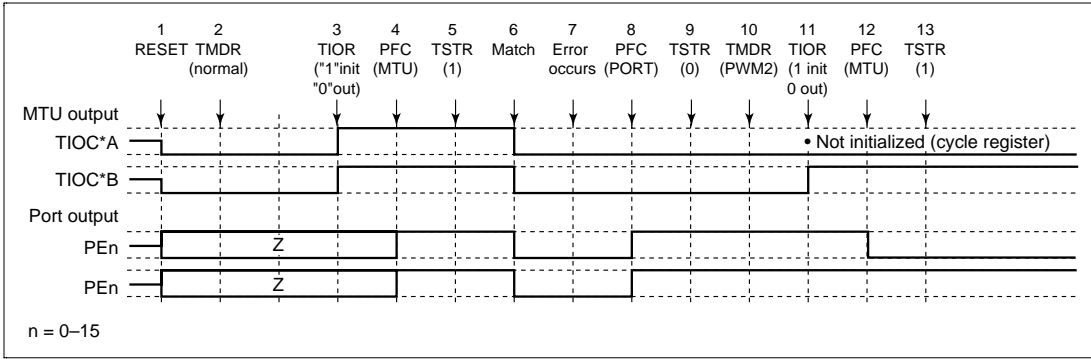 1 2 3 4 5 6 7 8 9 10 11 12 13
RESET TMDR TIOR PFC TSTR Match Error PFC TSTR TMDR TIOR PFC TSTR
(normal) ("1"init (MTU) (1) occurs (PORT) (0) (PWM2) (1 init (MTU) (1)
"0"out) 0 out)
MTU output
TIOC*A • Not initialized (cycle register)
TIOC*B
Port output
PEn Z
PEn Z
n = 0–15